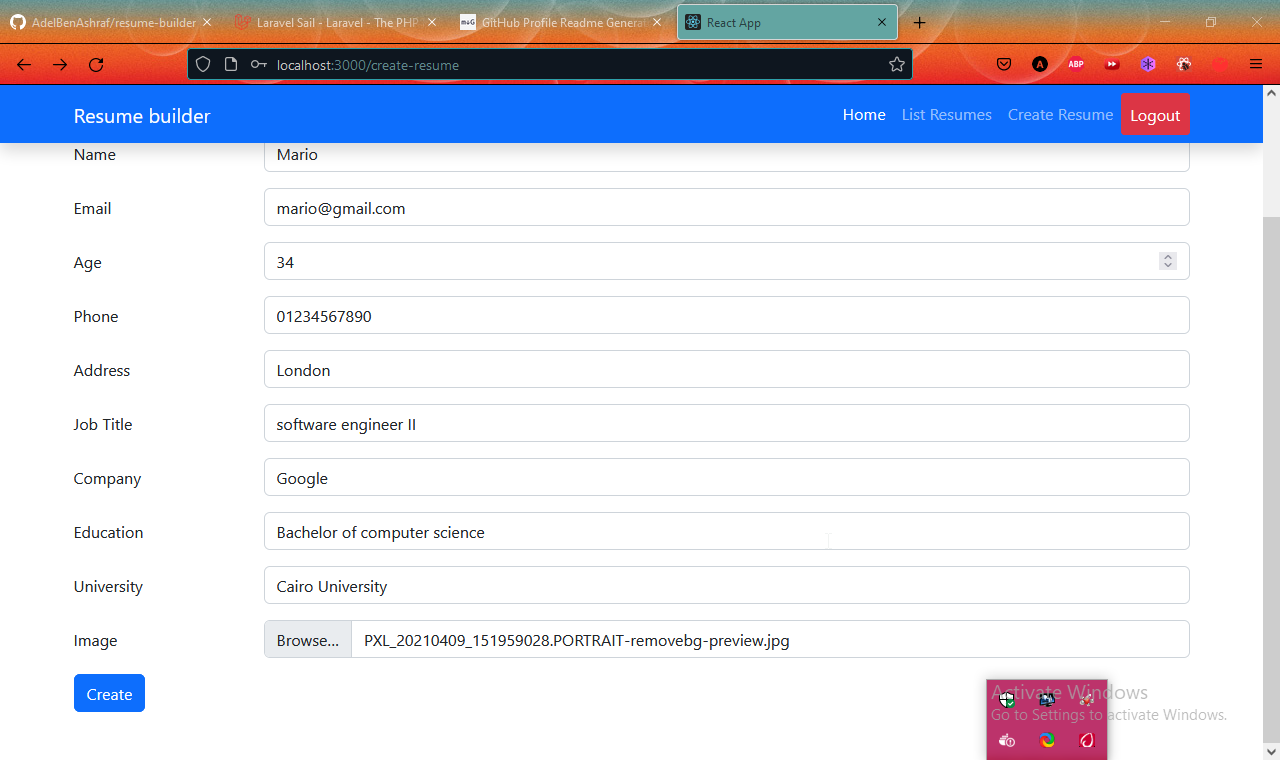 AdelBenAshraf/resume-builder
Laravel Sail - Laravel - The PHP
GitHub Profile Readme Generat
React App
localhost:3000/create-resume
A
ABP
Resume builder
Home
List Resumes
Create Resume
Logout
Name
Mario
Email
mario@gmail.com
Age
34
Phone
01234567890
Address
London
Job Title
software engineer II
Company
Google
Education
Bachelor of computer science
University
Cairo University
Image
Browse...
PXL_20210409_151959028.PORTRAIT-removebg-preview.jpg
Create
Activate Windows
Go to Settings to activate Windows.